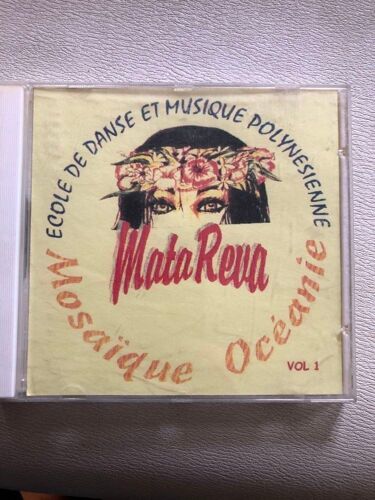 ECOLE DE DANSE ET MUSIQUE POLYNESIENNE
Mata Reva
Mosaïque Océanie
VOL 1